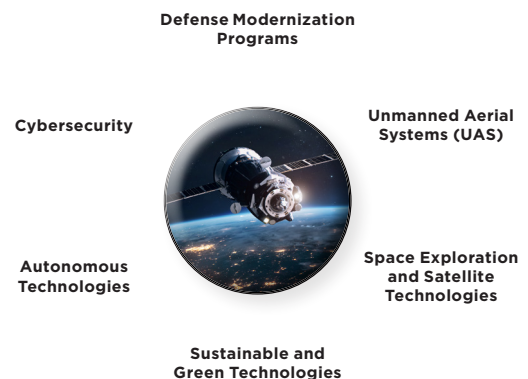 Defense Modernization
Programs
Cybersecurity
Unmanned Aerial
Systems (UAS)
Autonomous
Technologies
Space Exploration
and Satellite
Technologies
Sustainable and
Green Technologies